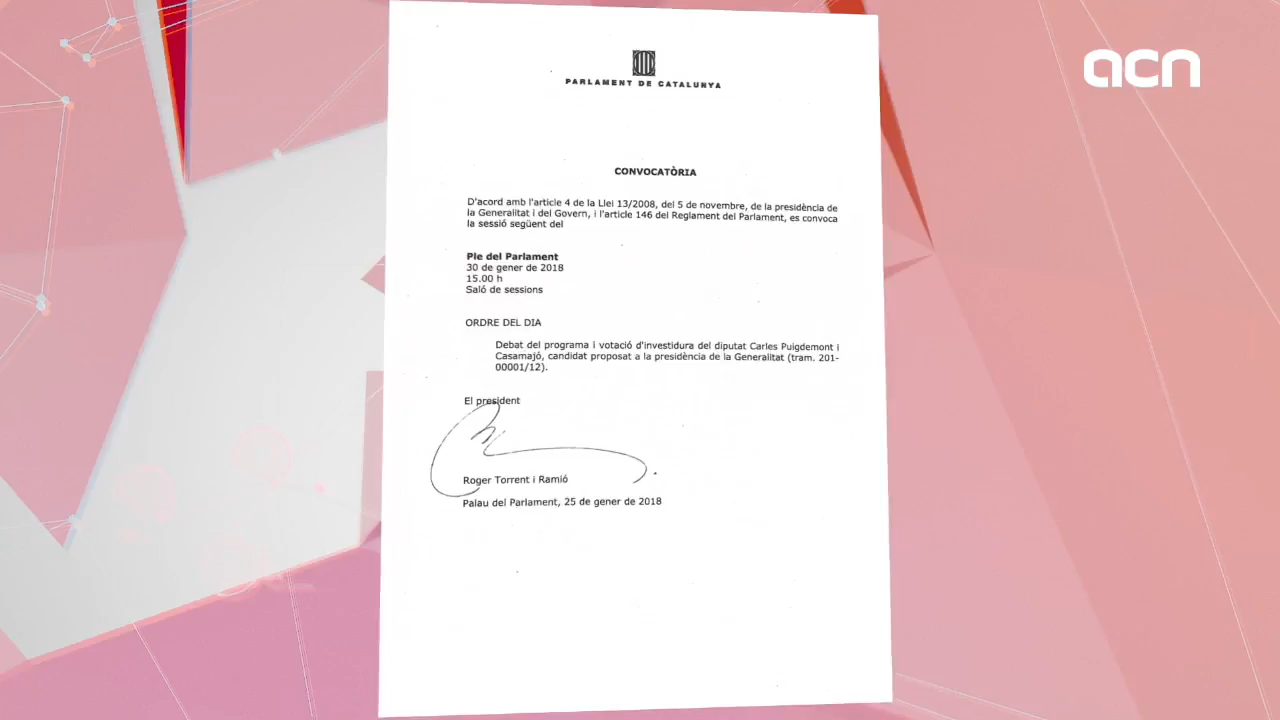 acn
PARLAMENT DE CATALUNYA
CONVOCATÒRIA
D'acord amb l'article 4 de la Llei 13/2008, del 5 de novembre, de la presidència de
la Generalitat i del Govern, i l'article 146 del Reglament del Parlament, es convoca
la sessió següent del
Ple del Parlament
30 de gener de 2018
15.00 h
Saló de sessions
ORDRE DEL DIA
Debat del programa i votació d'investidura del diputat Carles Puigdemont i
Casamajó, candidat proposat a la presidència de la Generalitat (tram. 201-
00001/12).
El president
Roger Torrent i Ramió
Palau del Parlament, 25 de gener de 2018